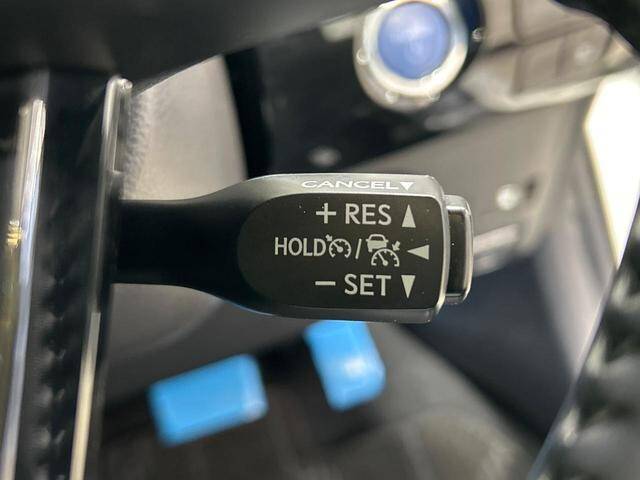 CANCEL▼
+ RES ▲
HOLD / ◀
− SET ▼